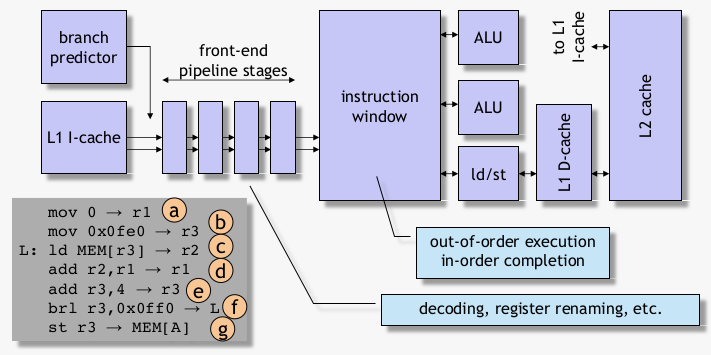 branch
predictor
front-end
pipeline stages
L1 I-cache
instruction
window
ALU
ALU
ld/st
to L1
I-cache
L1 D-cache
L2 cache
mov 0 → r1 a
mov 0x0fe0 → r3 b
L: ld MEM[r3] → r2 c
add r2,r1 → r1 d
add r3,4 → r3 e
brl r3,0x0ff0 → L f
st r3 → MEM[A] g
out-of-order execution
in-order completion
decoding, register renaming, etc.